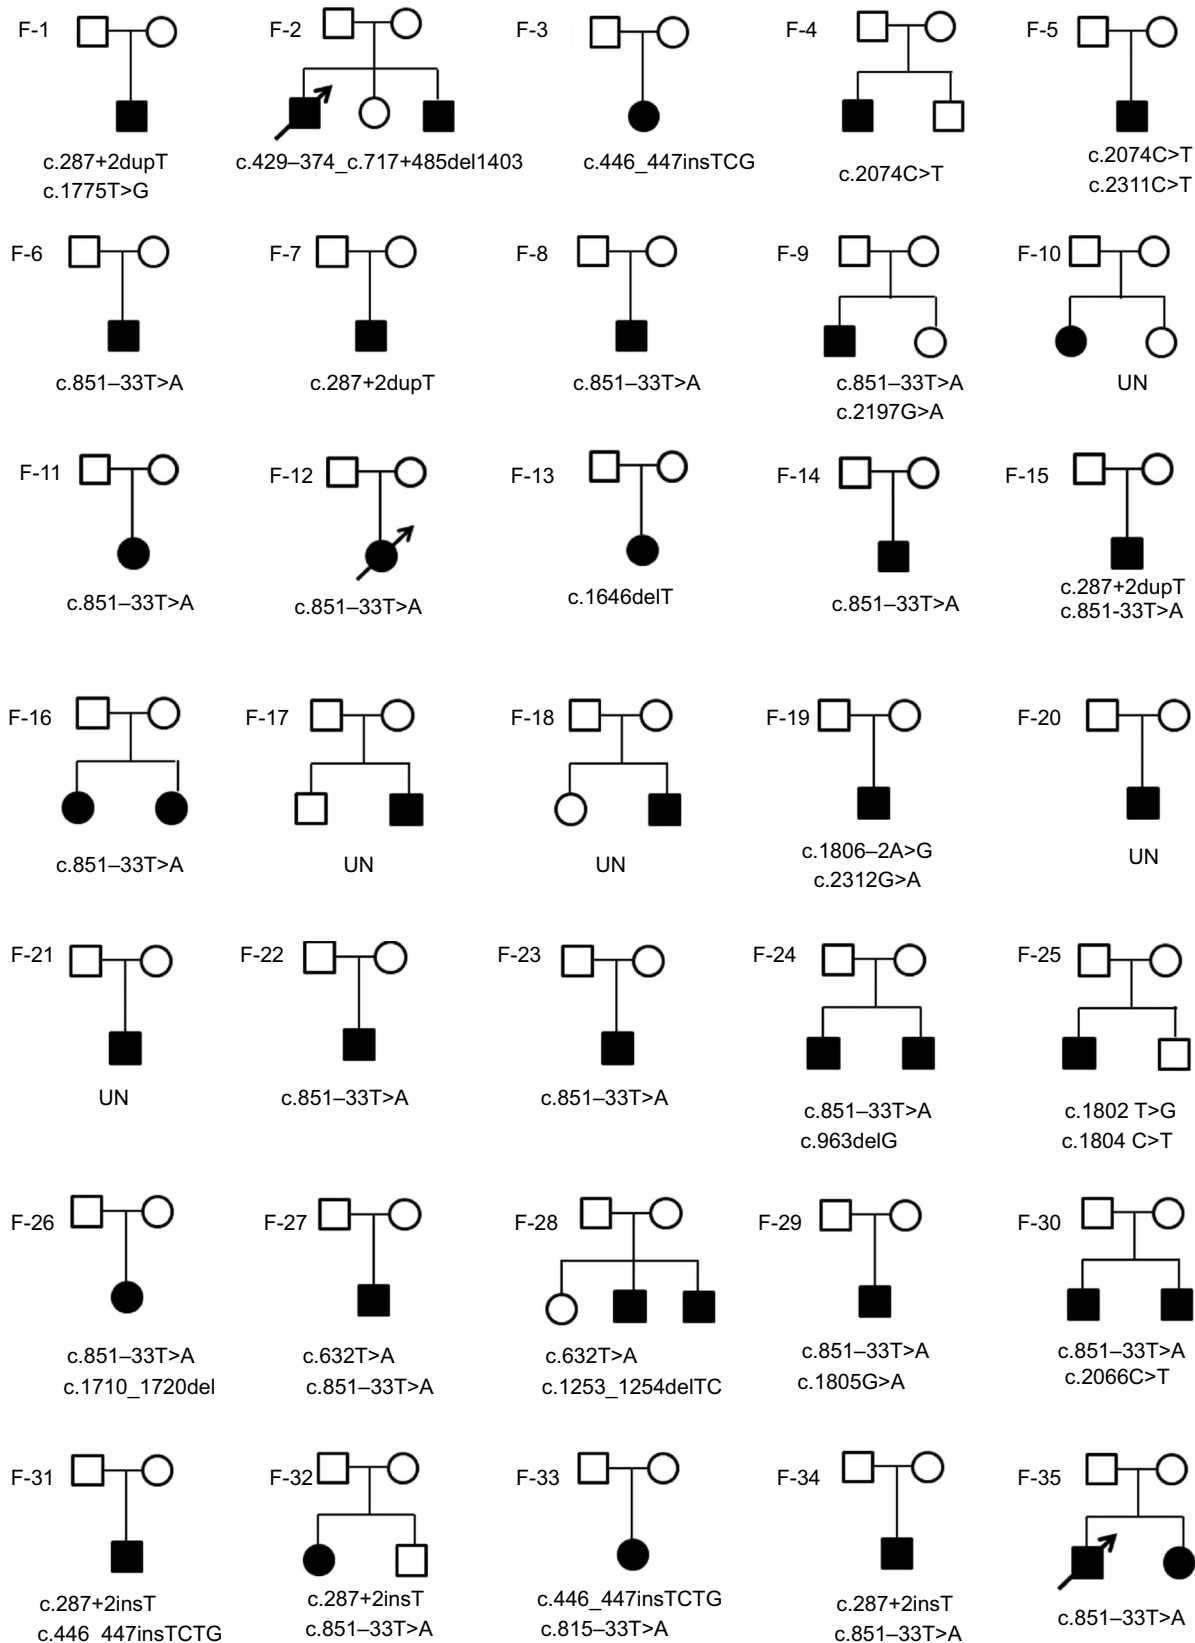 F-1
F-2
F-3
F-4
F-5
c.287+2dupT
c.1775T>G
c.429–374_c.717+485del1403
c.446_447insTCG
c.2074C>T
c.2074C>T
c.2311C>T
F-6
F-7
F-8
F-9
F-10
c.851–33T>A
c.287+2dupT
c.851–33T>A
c.851–33T>A
c.2197G>A
UN
F-11
F-12
F-13
F-14
F-15
c.851–33T>A
c.851–33T>A
c.1646delT
c.851–33T>A
c.287+2dupT
c.851-33T>A
F-16
F-17
F-18
F-19
F-20
c.851–33T>A
UN
UN
c.1806–2A>G
c.2312G>A
UN
F-21
F-22
F-23
F-24
F-25
UN
c.851–33T>A
c.851–33T>A
c.851–33T>A
c.963delG
c.1802 T>G
c.1804 C>T
F-26
F-27
F-28
F-29
F-30
c.851–33T>A
c.1710_1720del
c.632T>A
c.851–33T>A
c.632T>A
c.1253_1254delTC
c.851–33T>A
c.1805G>A
c.851–33T>A
c.2066C>T
F-31
F-32
F-33
F-34
F-35
c.287+2insT
c.446_447insTCTG
c.287+2insT
c.851–33T>A
c.446_447insTCTG
c.815–33T>A
c.287+2insT
c.851–33T>A
c.851–33T>A